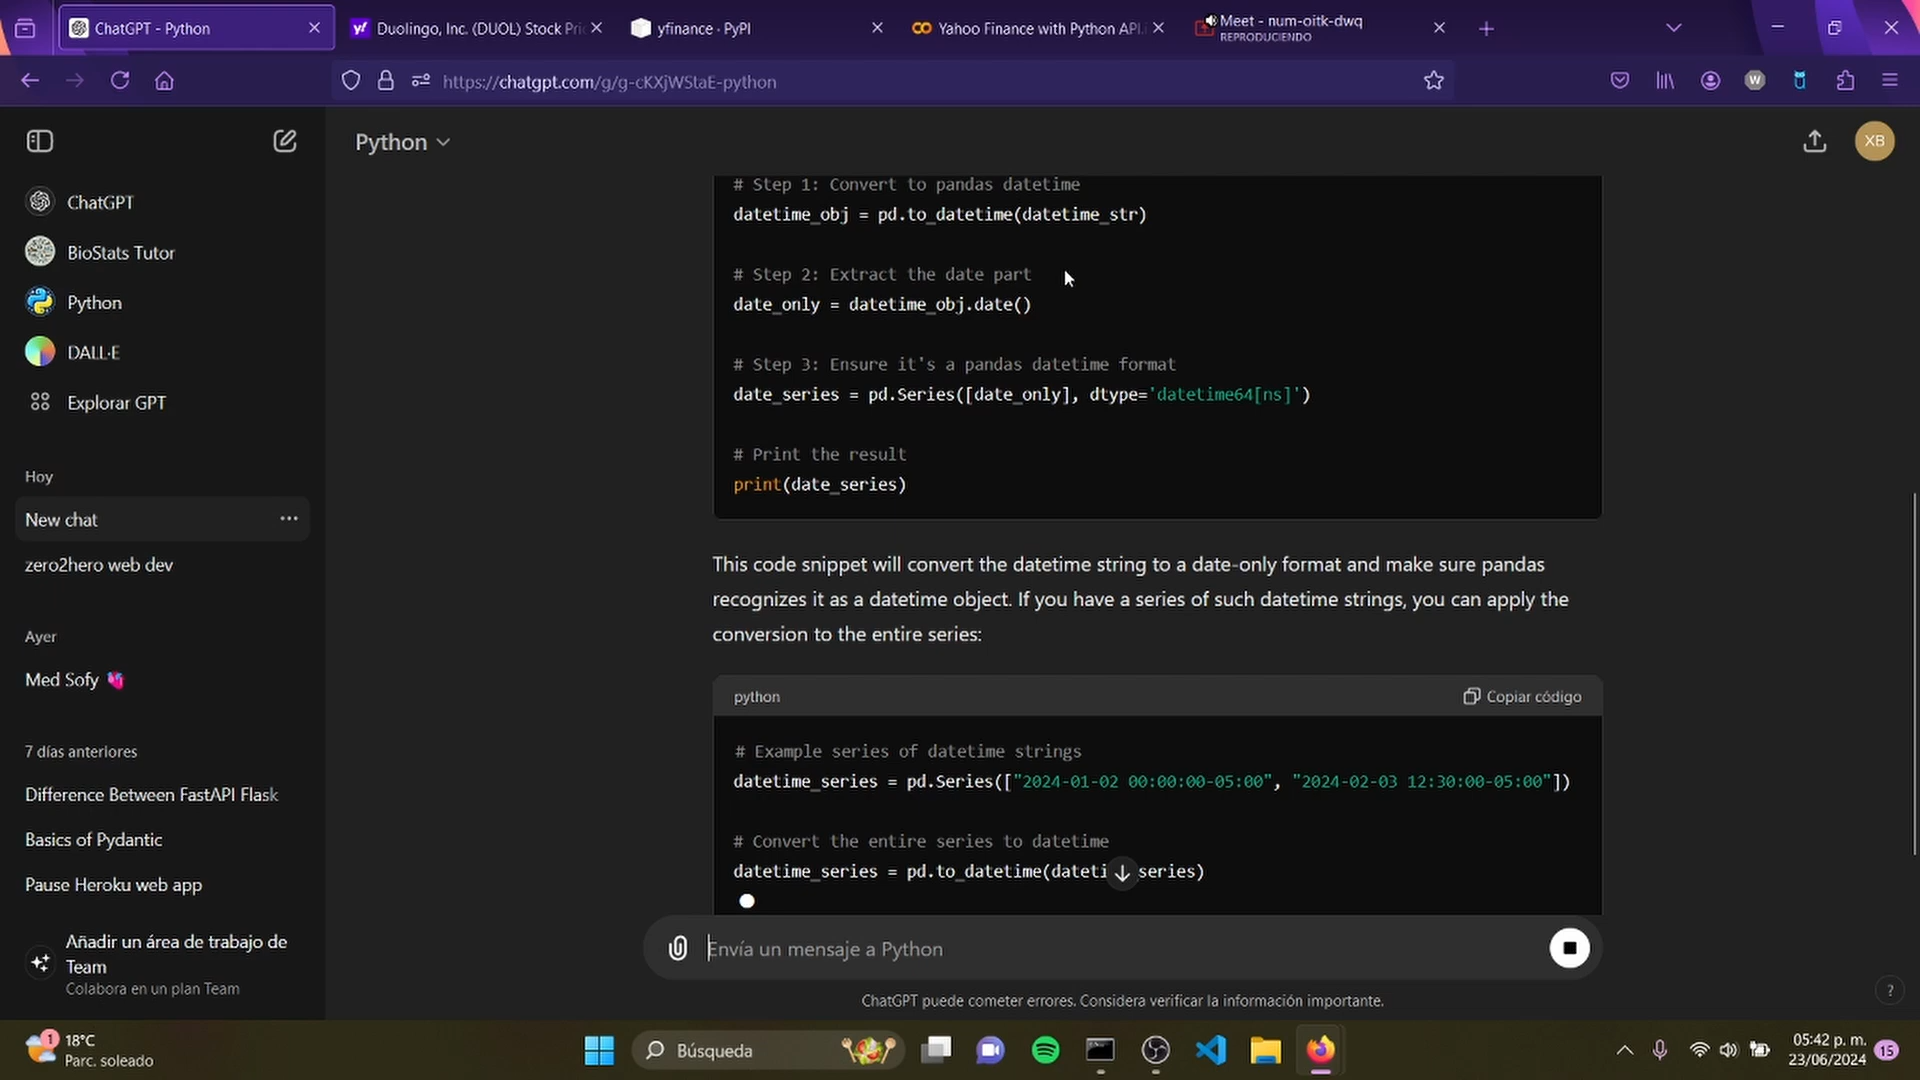 ChatGPT - Python
Duolingo, Inc. (DUOL) Stock Pric
yfinance · PyPI
Yahoo Finance with Python API.i
Meet - num-oitk-dwq
REPRODUCIENDO
https://chatgpt.com/g/g-cKXjWStaE-python
W
Python
XB
ChatGPT
BioStats Tutor
Python
DALL·E
Explorar GPT
Hoy
New chat
zero2hero web dev
Ayer
Med Sofy 🫀
7 días anteriores
Difference Between FastAPI Flask
Basics of Pydantic
Pause Heroku web app
Añadir un área de trabajo de
Team
Colabora en un plan Team
# Step 1: Convert to pandas datetime
datetime_obj = pd.to_datetime(datetime_str)
# Step 2: Extract the date part
date_only = datetime_obj.date()
# Step 3: Ensure it's a pandas datetime format
date_series = pd.Series([date_only], dtype='datetime64[ns]')
# Print the result
print(date_series)
This code snippet will convert the datetime string to a date-only format and make sure pandas
recognizes it as a datetime object. If you have a series of such datetime strings, you can apply the
conversion to the entire series:
python
Copiar código
# Example series of datetime strings
datetime_series = pd.Series(["2024-01-02 00:00:00-05:00", "2024-02-03 12:30:00-05:00"])
# Convert the entire series to datetime
datetime_series = pd.to_datetime(dateti series)
Envía un mensaje a Python
ChatGPT puede cometer errores. Considera verificar la información importante.
?
1
18°C
Parc. soleado
Búsqueda
05:42 p. m.
23/06/2024
15